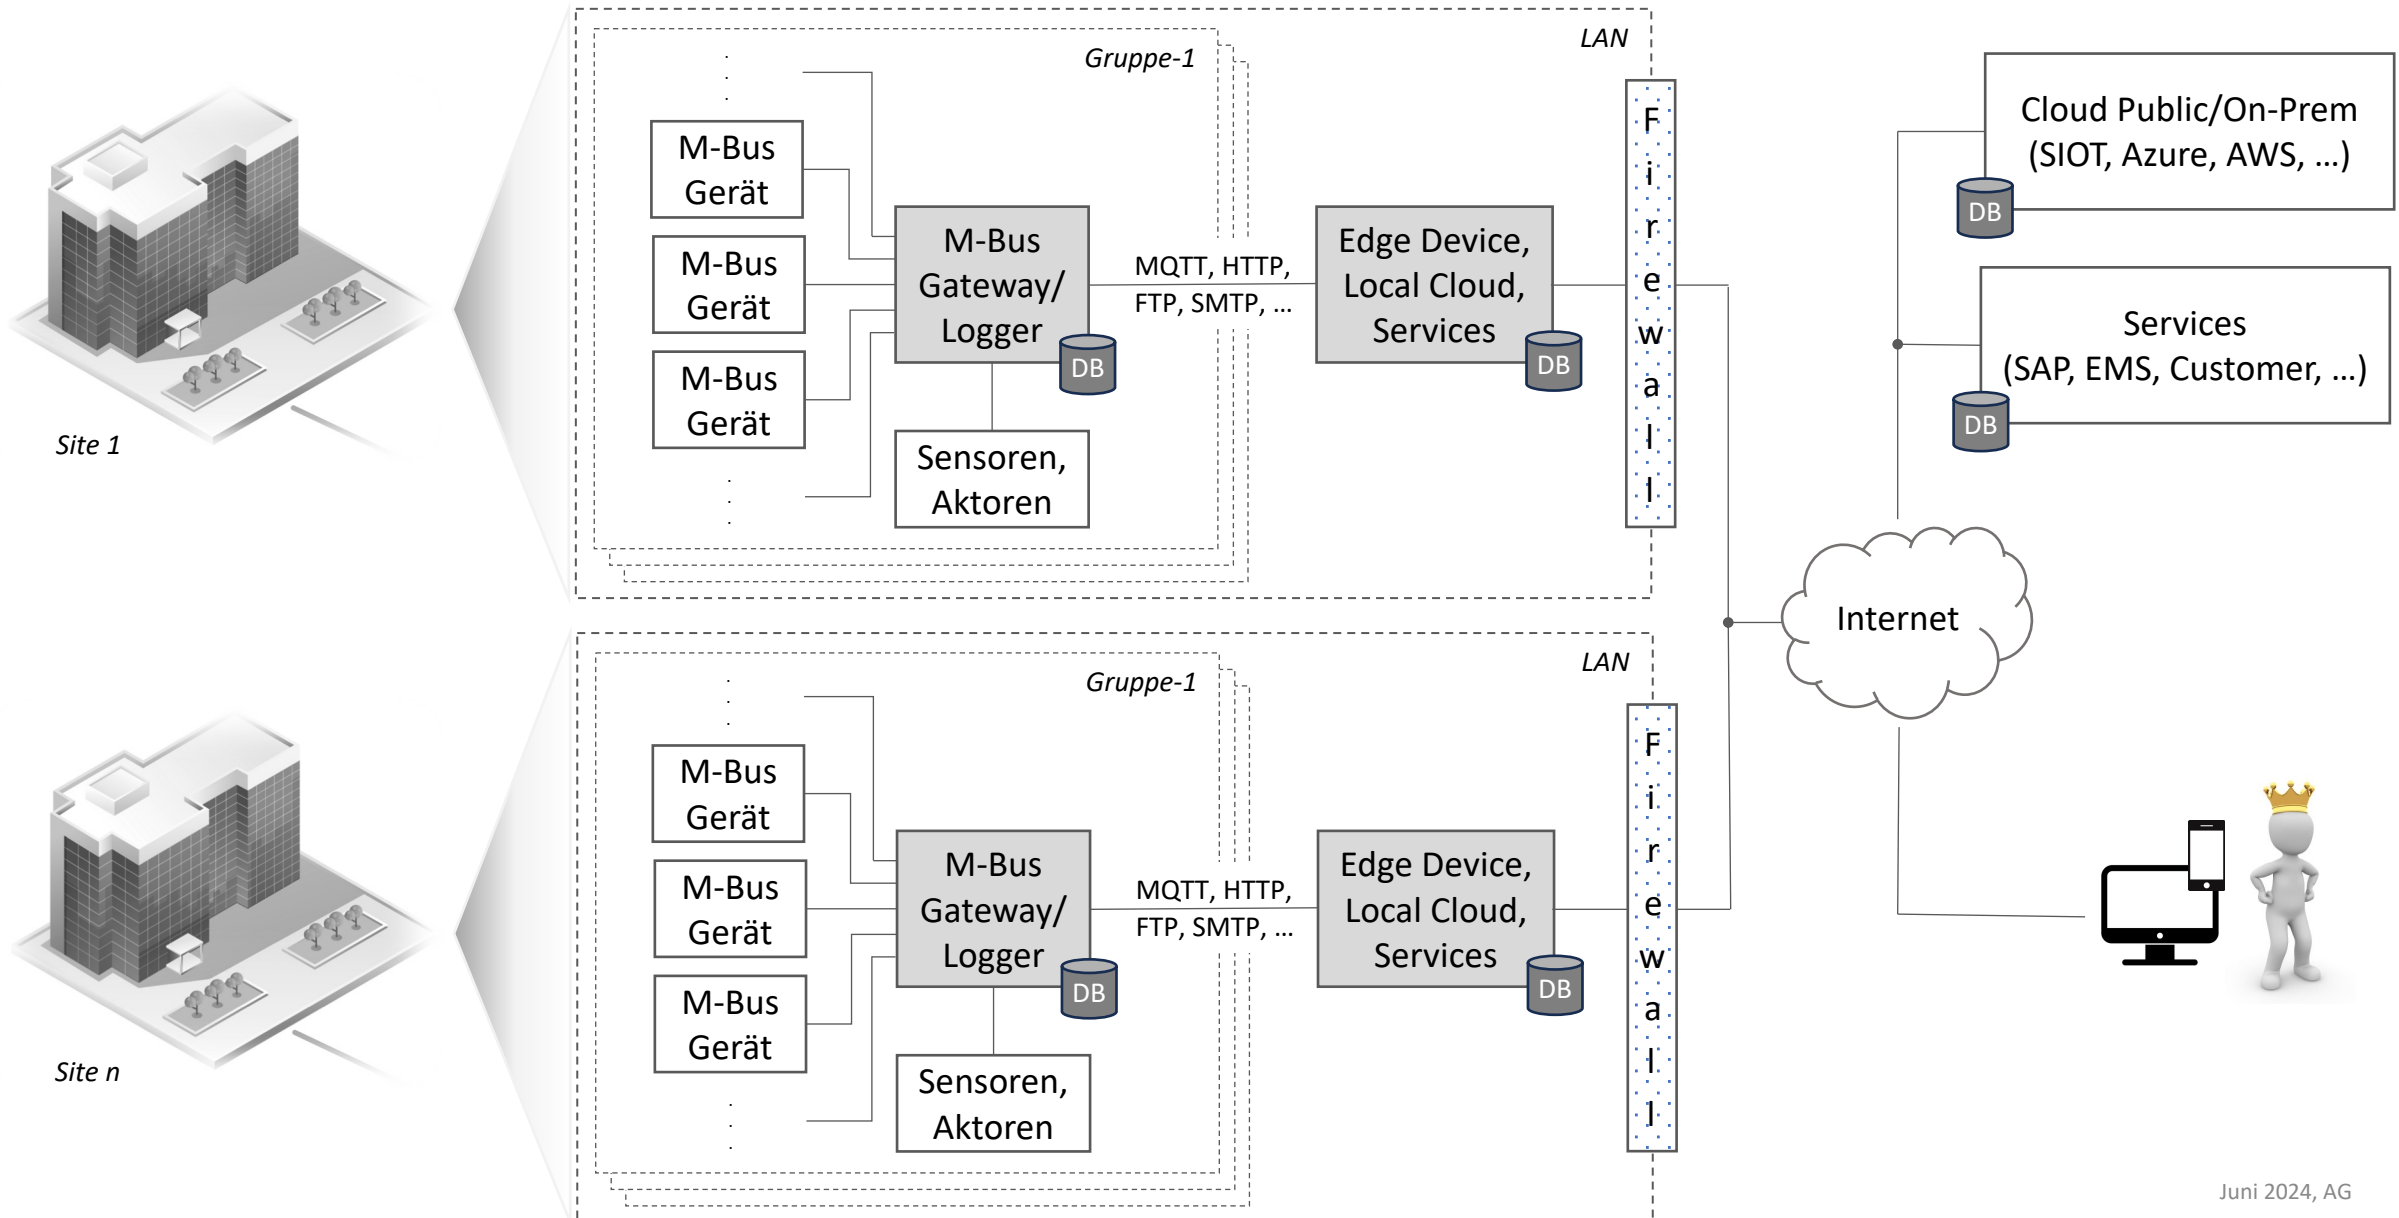 LAN
Gruppe-1
M-Bus
Gerät
M-Bus
Gerät
M-Bus
Gerät
M-Bus
Gateway/
Logger
DB
Sensoren,
Aktoren
MQTT, HTTP,
FTP, SMTP, ...
Edge Device,
Local Cloud,
Services
DB
Firewall
Site 1
Cloud Public/On-Prem
(SIOT, Azure, AWS, ...)
DB
Services
(SAP, EMS, Customer, ...)
DB
Internet
LAN
Gruppe-1
M-Bus
Gerät
M-Bus
Gerät
M-Bus
Gerät
M-Bus
Gateway/
Logger
DB
Sensoren,
Aktoren
MQTT, HTTP,
FTP, SMTP, ...
Edge Device,
Local Cloud,
Services
DB
Firewall
Site n
Juni 2024, AG